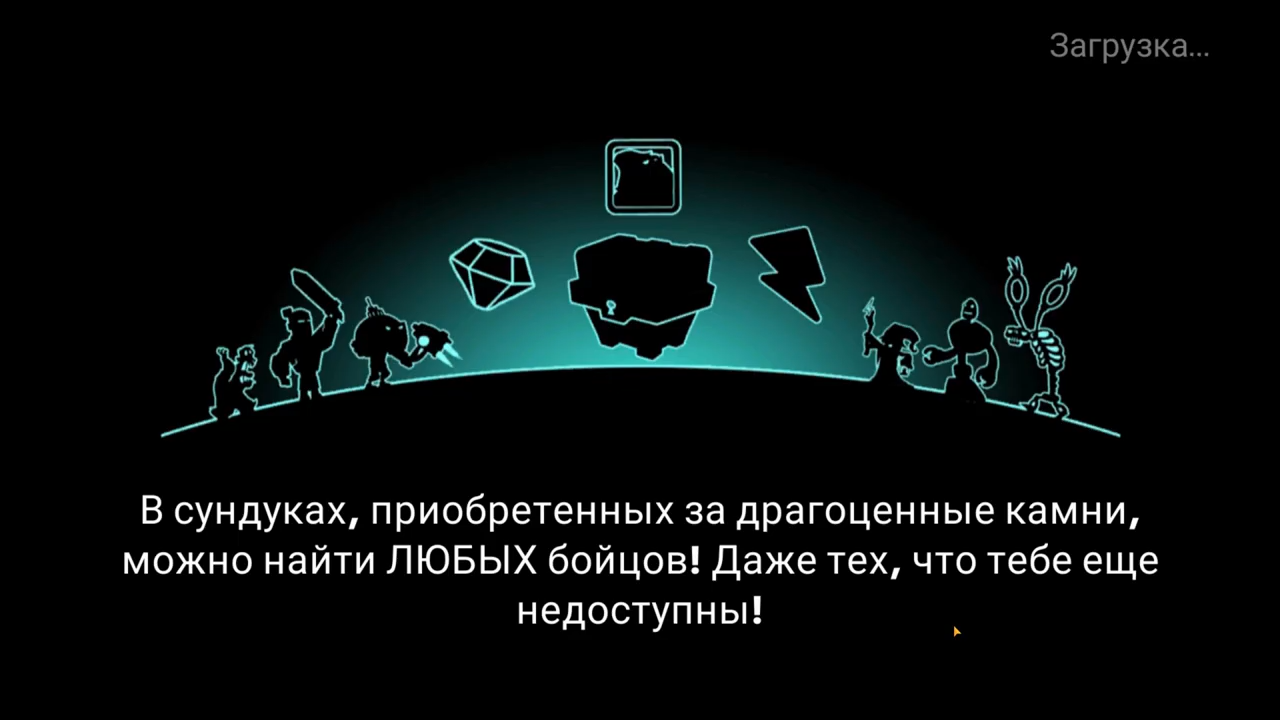 Загрузка...
В сундуках, приобретенных за драгоценные камни,
можно найти ЛЮБЫХ бойцов! Даже тех, что тебе еще
недоступны!